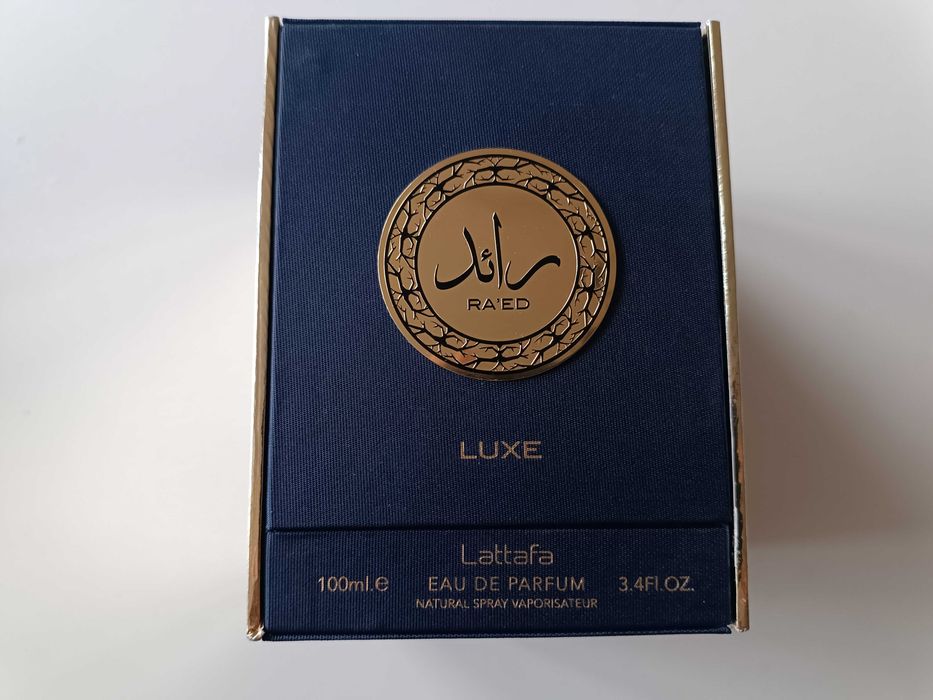 رائد
RA'ED
LUXE
Lattafa
100ml.e EAU DE PARFUM 3.4Fl.OZ.
NATURAL SPRAY VAPORISATEUR